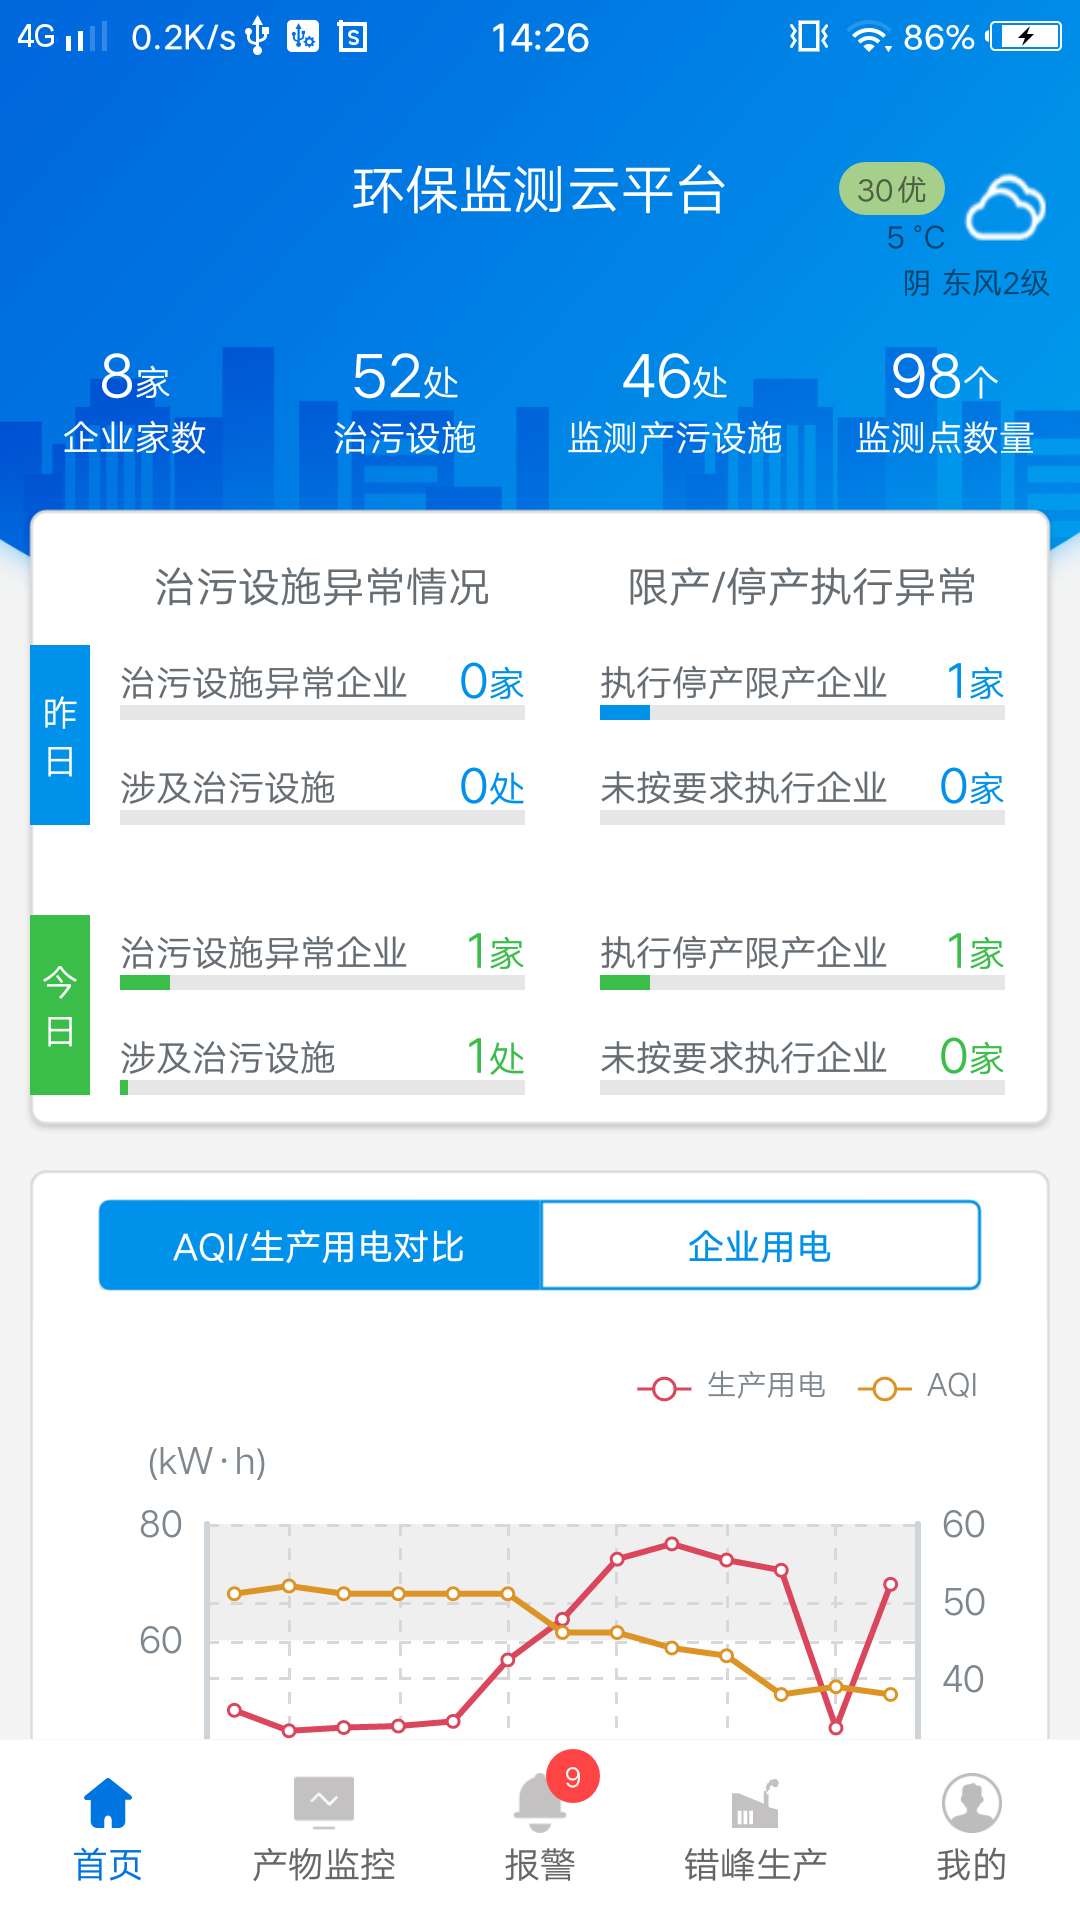 4G 0.2K/s 14:26 86%
环保监测云平台
30优
5 °C
阴 东风2级
8家 52处 46处 98个
企业家数 治污设施 监测产污设施 监测点数量
治污设施异常情况 限产/停产执行异常
昨日
治污设施异常企业 0家 执行停产限产企业 1家
涉及治污设施 0处 未按要求执行企业 0家
今日
治污设施异常企业 1家 执行停产限产企业 1家
涉及治污设施 1处 未按要求执行企业 0家
AQI/生产用电对比 企业用电
生产用电 AQI
(kW·h)
80 60
50
60
40
9
首页 产物监控 报警 错峰生产 我的